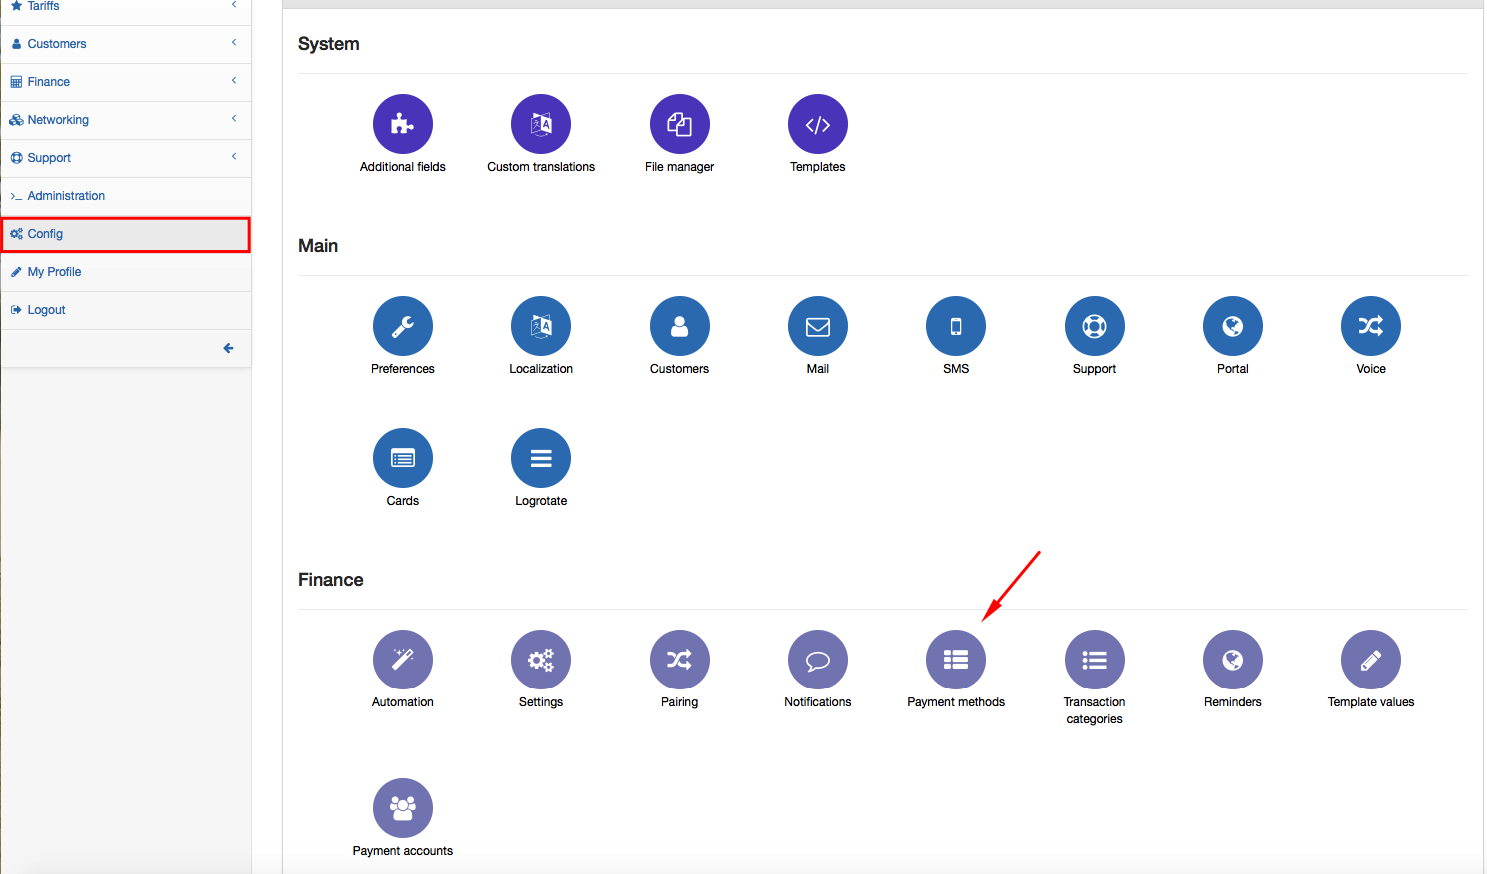 Tariffs
Customers
Finance
Networking
Support
Administration
Config
My Profile
Logout
System
Additional fields
Custom translations
File manager
Templates
Main
Preferences
Localization
Customers
Mail
SMS
Support
Portal
Voice
Cards
Logrotate
Finance
Automation
Settings
Pairing
Notifications
Payment methods
Transaction
categories
Reminders
Template values
Payment accounts